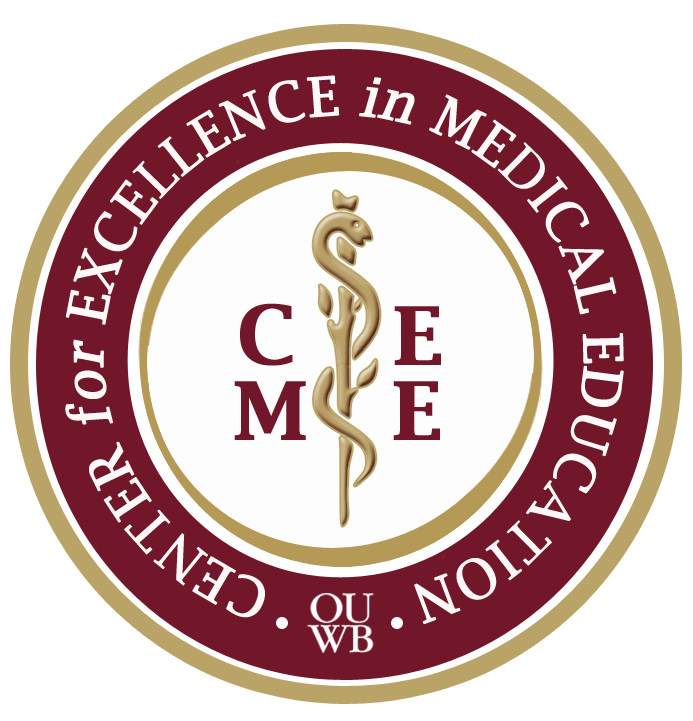 CENTER for EXCELLENCE in MEDICAL EDUCATION
C E
M E
• OU •
WB